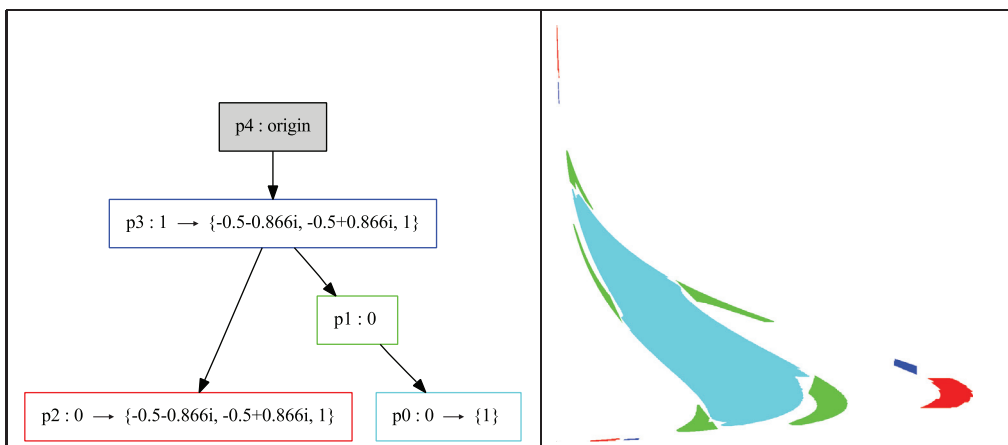 p4 : origin
p3 : 1 → {-0.5-0.866i, -0.5+0.866i, 1}
p1 : 0
p2 : 0 → {-0.5-0.866i, -0.5+0.866i, 1}
p0 : 0 → {1}